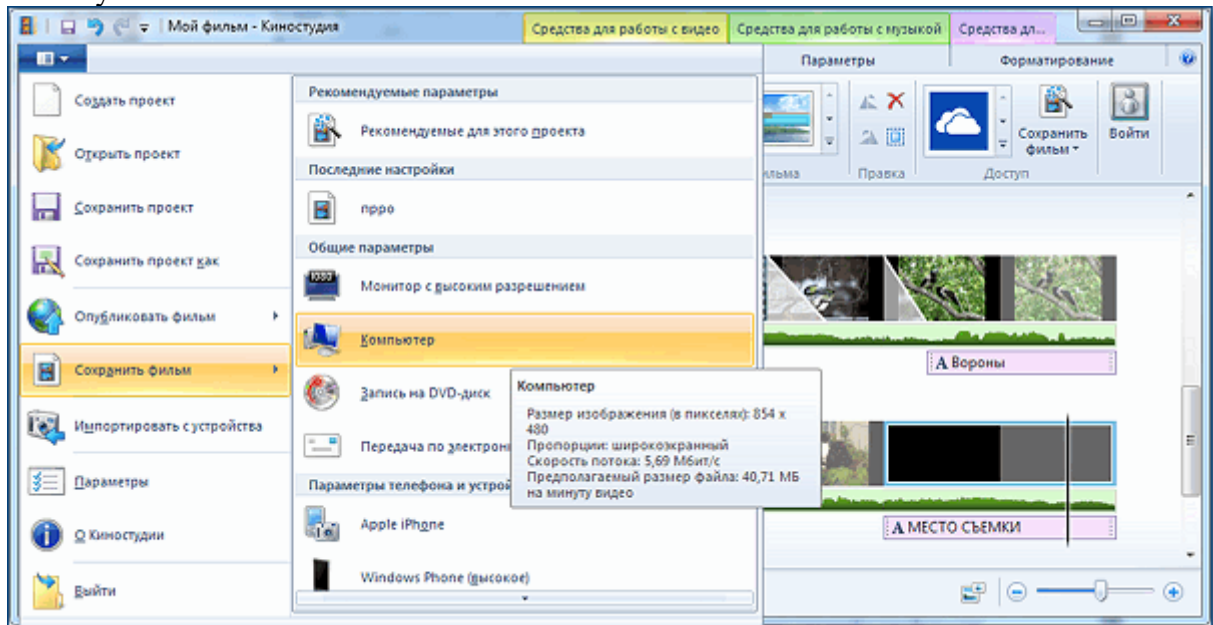 Мой фильм - Киностудия
Средства для работы с видео
Средства для работы с музыкой
Средства дл...
Параметры
Форматирование
Создать проект
Открыть проект
Сохранить проект
Сохранить проект как
Опубликовать фильм
Сохранить фильм
Импортировать с устройства
Параметры
О Киностудии
Выйти
Рекомендуемые параметры
Рекомендуемые для этого проекта
Последние настройки
прро
Общие параметры
1080
Монитор с высоким разрешением
Компьютер
Запись на DVD-диск
Передача по электрон
Параметры телефона и устрой
Apple iPhone
Windows Phone (высокое)
Компьютер
Размер изображения (в пикселях): 854 x
480
Пропорции: широкоэкранный
Скорость потока: 5,69 Мбит/с
Предполагаемый размер файла: 40,71 МБ
на минуту видео
Сохранить
фильм
Войти
льма
Правка
Доступ
A Вороны
A МЕСТО СЪЕМКИ